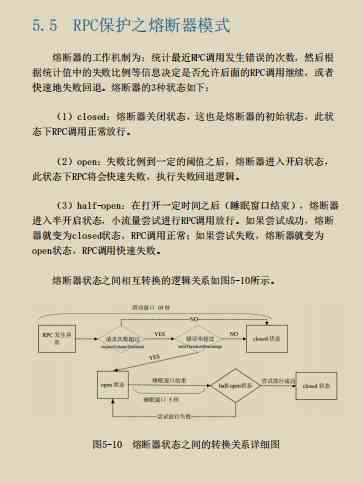 5.5 RPC保护之熔断器模式
熔断器的工作机制为：统计最近RPC调用发生错误的次数，然后根
据统计值中的失败比例等信息决定是否允许后面的RPC调用继续，或者
快速地失败回退。熔断器的3种状态如下：
（1）closed：熔断器关闭状态，这也是熔断器的初始状态，此状
态下RPC调用正常放行。
（2）open：失败比例到一定的阈值之后，熔断器进入开启状态，
此状态下RPC将会快速失败，执行失败回退逻辑。
（3）half-open：在打开一定时间之后（睡眠窗口结束），熔断器
进入半开启状态，小流量尝试进行RPC调用放行。如果尝试成功，熔断
器就变为closed状态，RPC调用正常；如果尝试失败，熔断器就变为
open状态，RPC调用快速失败。
熔断器状态之间相互转换的逻辑关系如图5-10所示。
滑动窗口 10 秒
NO
RPC 发生异
常
请求次数超过
YES
错误率超过
NO
closed 状态
YES
open 状态
睡眠窗口结束
睡眠窗口 5 秒
half-open状态
尝试放行成功
closed 状态
尝试放行失败
图5-10 熔断器状态之间的转换关系详细图